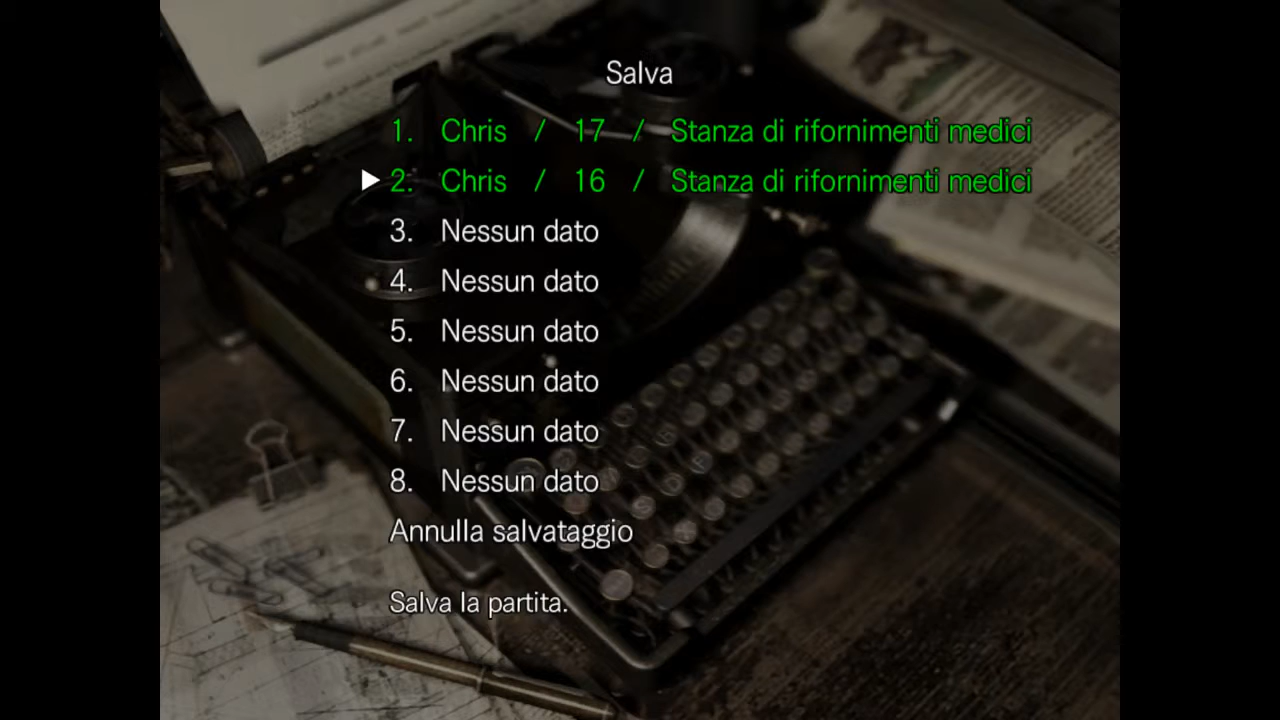 Salva
1. Chris / 17 / Stanza di rifornimenti medici
2. Chris / 16 / Stanza di rifornimenti medici
3. Nessun dato
4. Nessun dato
5. Nessun dato
6. Nessun dato
7. Nessun dato
8. Nessun dato
Annulla salvataggio
Salva la partita.